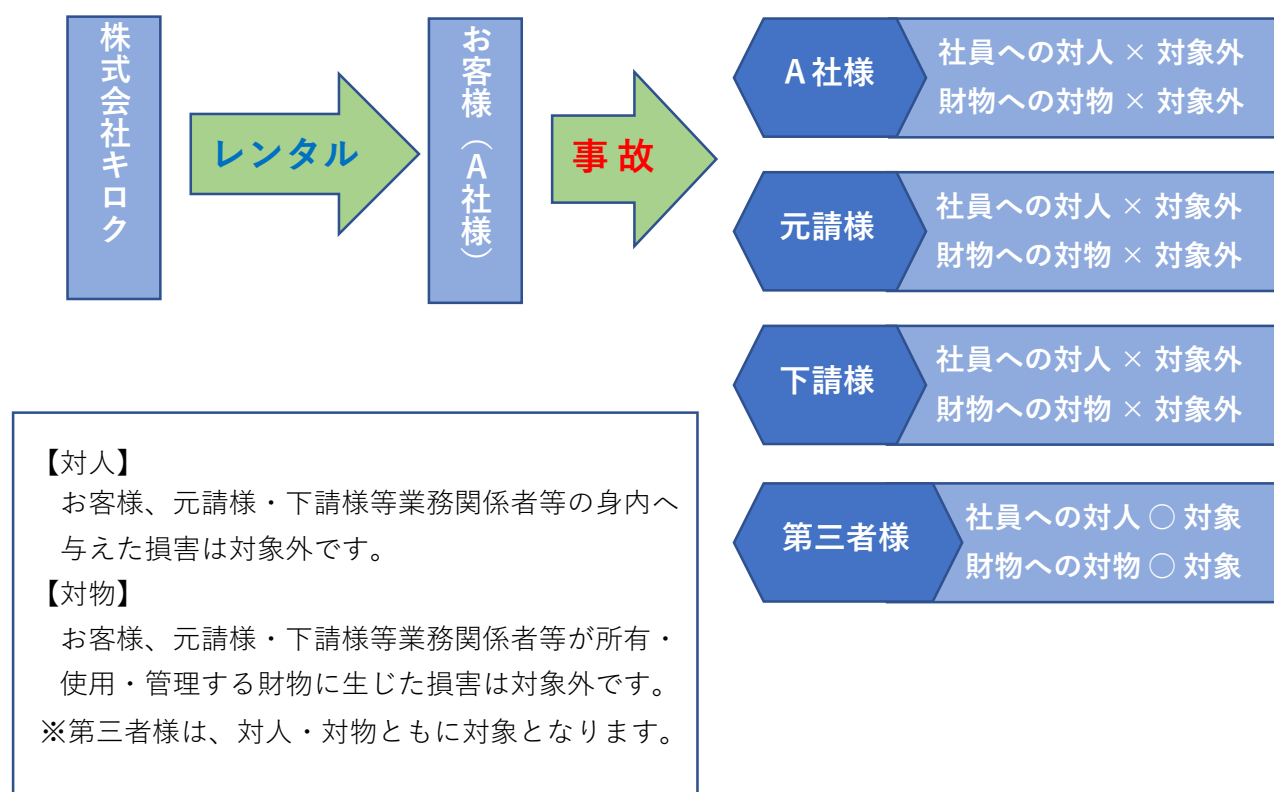 株式会社キロク
レンタル
お客様（A社様）
事故
A社様
社員への対人 × 対象外
財物への対物 × 対象外
元請様
社員への対人 × 対象外
財物への対物 × 対象外
下請様
社員への対人 × 対象外
財物への対物 × 対象外
第三者様
社員への対人 ○ 対象
財物への対物 ○ 対象
【対人】
お客様、元請様・下請様等業務関係者等の身内へ
与えた損害は対象外です。
【対物】
お客様、元請様・下請様等業務関係者等が所有・
使用・管理する財物に生じた損害は対象外です。
※第三者様は、対人・対物ともに対象となります。